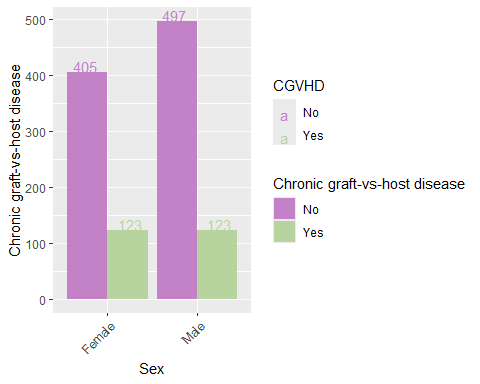 500
400
300
200
100
0
Chronic graft-vs-host disease
405
497
123
123
Female
Male
Sex
CGVHD
a No
a Yes
Chronic graft-vs-host disease
No
Yes